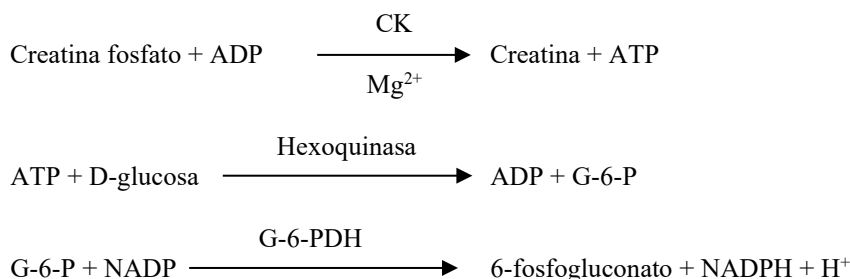 CK
Creatina fosfato + ADP Creatina + ATP
Mg²⁺
Hexoquinasa
ATP + D-glucosa ADP + G-6-P
G-6-PDH
G-6-P + NADP 6-fosfogluconato + NADPH + H⁺